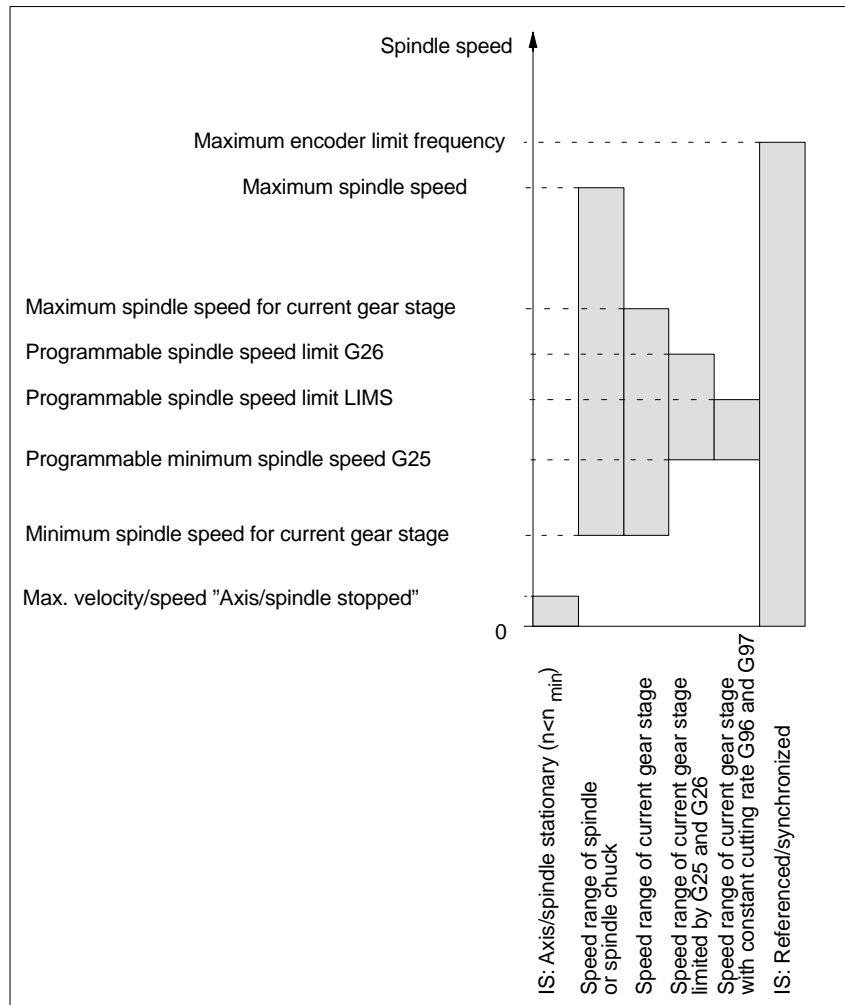 Spindle speed
Maximum encoder limit frequency
Maximum spindle speed
Maximum spindle speed for current gear stage
Programmable spindle speed limit G26
Programmable spindle speed limit LIMS
Programmable minimum spindle speed G25
Minimum spindle speed for current gear stage
Max. velocity/speed ”Axis/spindle stopped”
0
IS: Axis/spindle stationary (n<n min)
Speed range of spindle
or spindle chuck
Speed range of current gear stage
Speed range of current gear stage
limited by G25 and G26
Speed range of current gear stage
with constant cutting rate G96 and G97
IS: Referenced/synchronized